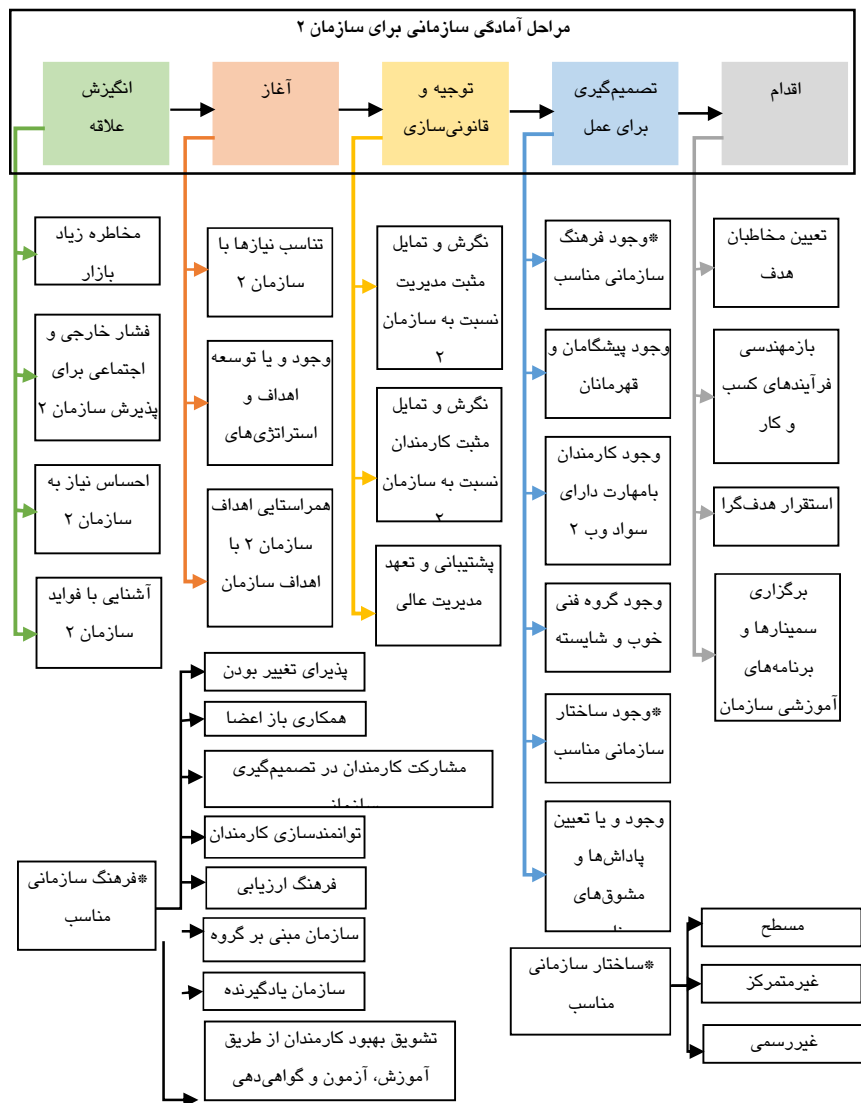 مراحل آمادگی سازمانی برای سازمان ۲
انگیزش
علاقه
آغاز
توجیه و
قانونی‌سازی
تصمیم‌گیری
برای عمل
اقدام
مخاطره زیاد
بازار
فشار خارجی و
اجتماعی برای
پذیرش سازمان ۲
احساس نیاز به
سازمان ۲
آشنایی با فواید
سازمان ۲
تناسب نیازها با
سازمان ۲
وجود و یا توسعه
اهداف و
استراتژی‌های
همراستایی اهداف
سازمان ۲ با
اهداف سازمان
نگرش و تمایل
مثبت مدیریت
نسبت به سازمان
۲
نگرش و تمایل
مثبت کارمندان
نسبت به سازمان
۲
پشتیبانی و تعهد
مدیریت عالی
*وجود فرهنگ
سازمانی مناسب
وجود پیشگامان و
قهرمانان
وجود کارمندان
بامهارت دارای
سواد وب ۲
وجود گروه فنی
خوب و شایسته
*وجود ساختار
سازمانی مناسب
وجود و یا تعیین
پاداش‌ها و
مشوق‌های
تعیین مخاطبان
هدف
بازمهندسی
فرآیندهای کسب
و کار
استقرار هدف‌گرا
برگزاری
سمینارها و
برنامه‌های
آموزشی سازمان
*فرهنگ سازمانی
مناسب
پذیرای تغییر بودن
همکاری باز اعضا
مشارکت کارمندان در تصمیم‌گیری
توانمندسازی کارمندان
فرهنگ ارزیابی
سازمان مبنی بر گروه
سازمان یادگیرنده
تشویق بهبود کارمندان از طریق
آموزش، آزمون و گواهی‌دهی
*ساختار سازمانی
مناسب
مسطح
غیرمتمرکز
غیررسمی